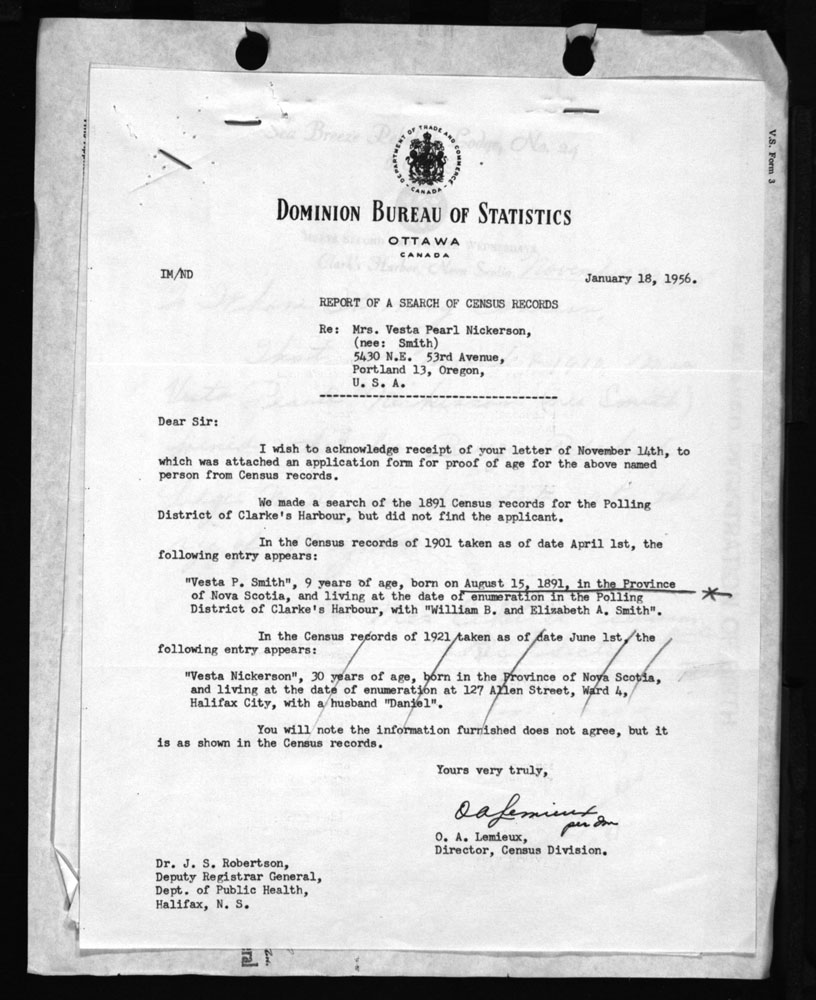 Sea Breeze Lodge, No. 24
DEPARTMENT OF TRADE AND COMMERCE
- CANADA -
V.S. Form 3
DOMINION BUREAU OF STATISTICS
OTTAWA
CANADA
IM/ND
January 18, 1956.
REPORT OF A SEARCH OF CENSUS RECORDS
Re: Mrs. Vesta Pearl Nickerson,
(nee: Smith)
5430 N.E. 53rd Avenue,
Portland 13, Oregon,
U. S. A.
Dear Sir:
I wish to acknowledge receipt of your letter of November 14th, to
which was attached an application form for proof of age for the above named
person from Census records.
We made a search of the 1891 Census records for the Polling
District of Clarke's Harbour, but did not find the applicant.
In the Census records of 1901 taken as of date April 1st, the
following entry appears:
"Vesta P. Smith", 9 years of age, born on August 15, 1891, in the Province
of Nova Scotia, and living at the date of enumeration in the Polling
District of Clarke's Harbour, with "William B. and Elizabeth A. Smith".
In the Census records of 1921 taken as of date June 1st, the
following entry appears:
"Vesta Nickerson", 30 years of age, born in the Province of Nova Scotia,
and living at the date of enumeration at 127 Allen Street, Ward 4,
Halifax City, with a husband "Daniel".
You will note the information furnished does not agree, but it
is as shown in the Census records.
Yours very truly,
O A Lemieux
per dm
O. A. Lemieux,
Director, Census Division.
Dr. J. S. Robertson,
Deputy Registrar General,
Dept. of Public Health,
Halifax, N. S.